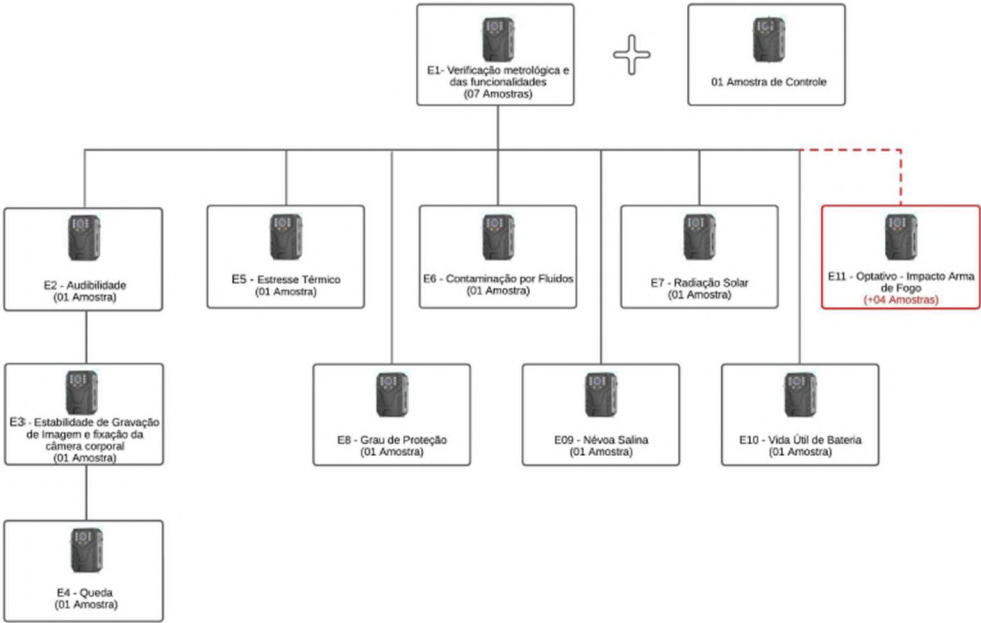 E1- Verificação metrológica e
das funcionalidades
(07 Amostras)
01 Amostra de Controle
E2 - Audibilidade
(01 Amostra)
E5 - Estresse Térmico
(01 Amostra)
E6 - Contaminação por Fluidos
(01 Amostra)
E7 - Radiação Solar
(01 Amostra)
E11 - Optativo - Impacto Arma
de Fogo
(+04 Amostras)
E3 - Estabilidade de Gravação
de Imagem e fixação da
câmera corporal
(01 Amostra)
E8 - Grau de Proteção
(01 Amostra)
E09 - Névoa Salina
(01 Amostra)
E10 - Vida Útil de Bateria
(01 Amostra)
E4 - Queda
(01 Amostra)